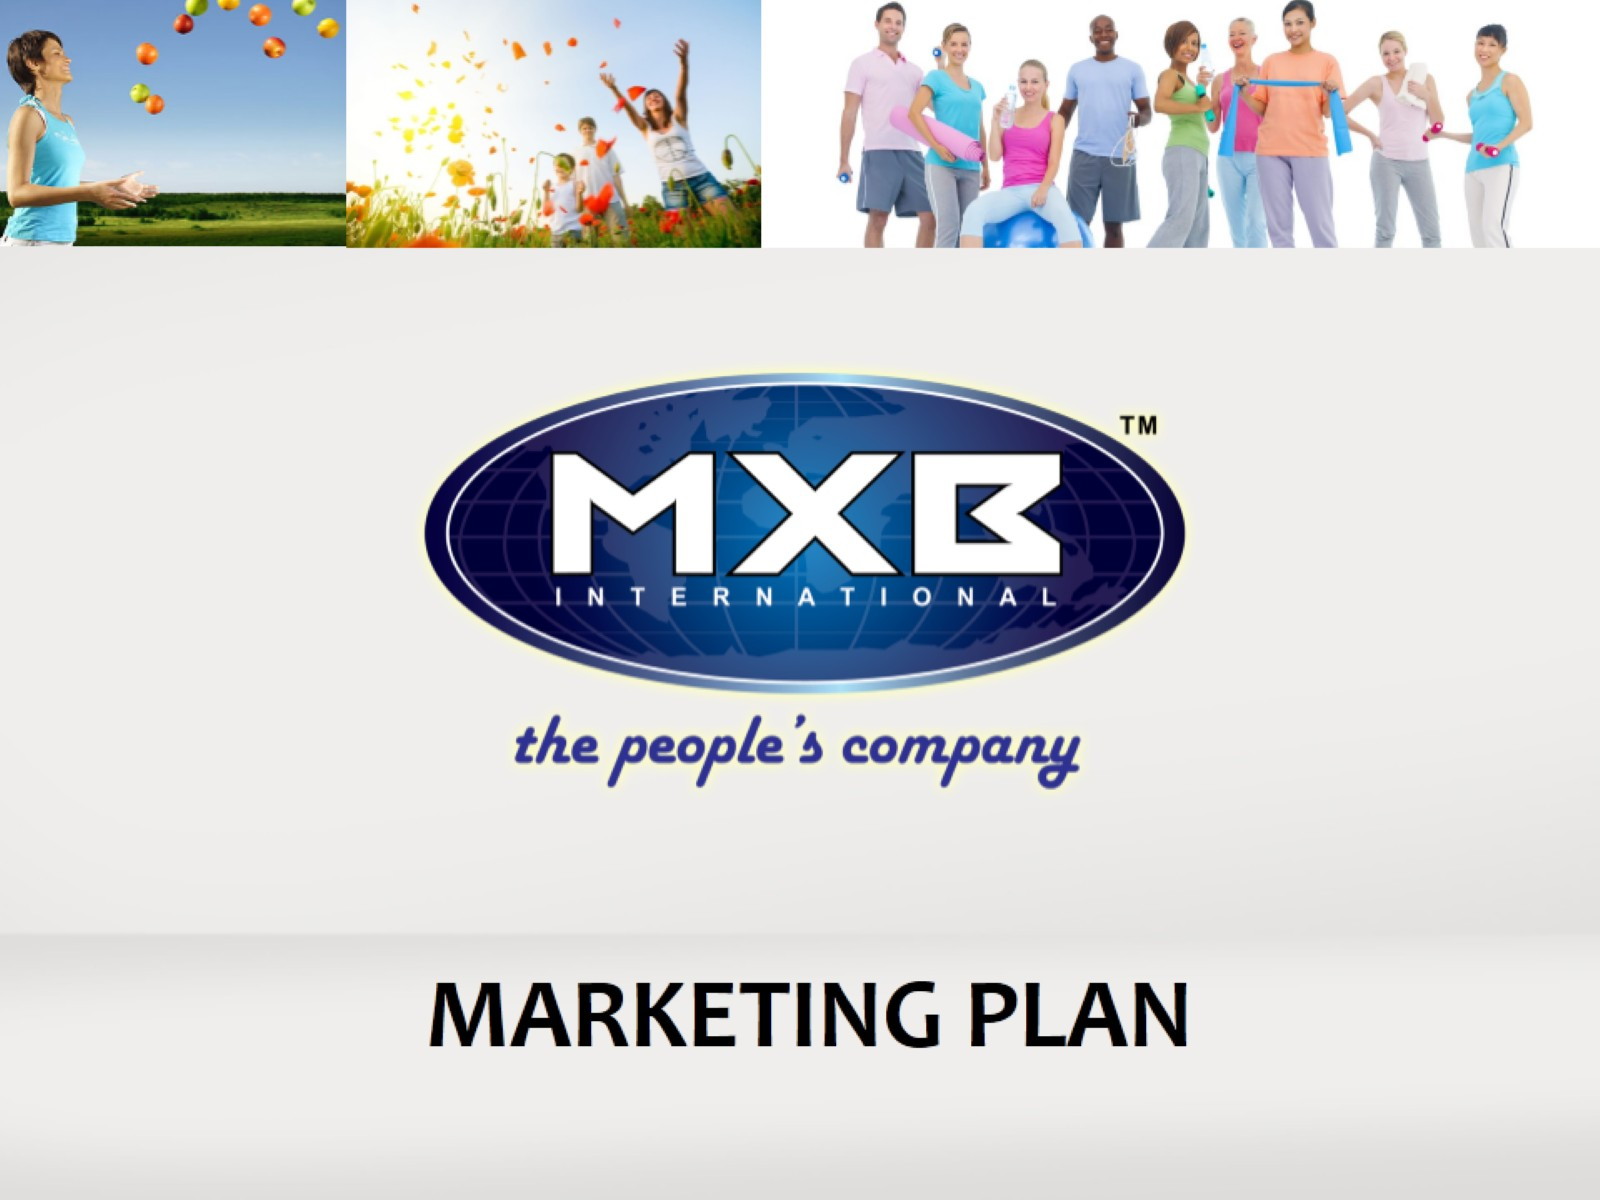 MXB
INTERNATIONAL
TM
the people's company
MARKETING PLAN